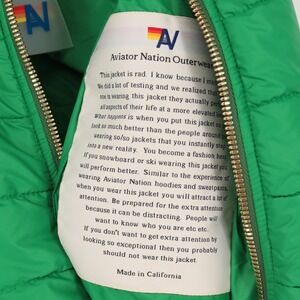 AV
AV
Aviator Nation Outerwear
"This jacket is rad. I know because I ma
We did a lot of testing and we realized tha
is wearing this jacket they actually po
all aspects of their life at a more elevated
What happens is when you put this jacket
look so much better than the people around
wearing so/so jackets that you instantly step
into a new reality. You become a fashion
If you snowboard or ski wearing this jacket you
will perform better. Similar to the experience of
wearing Aviator Nation hoodies and sweatpants,
when you wear this jacket you will attract a lot of
attention. Be prepared for the extra attention
because it can be distracting. People will
want to know who you are etc etc.
If you don't want to get extra attention by
looking so exceptional then you probably
should not wear this jacket.
Made in California